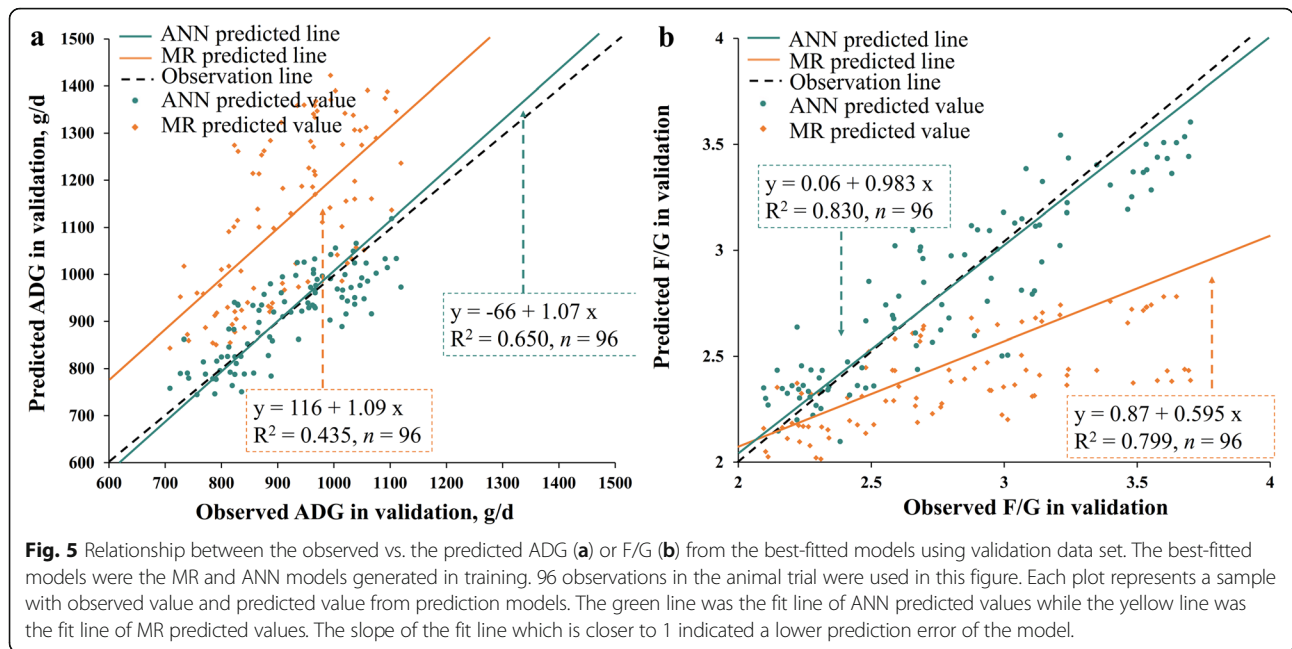 a
ANN predicted line
MR predicted line
Observation line
ANN predicted value
MR predicted value
Predicted ADG in validation, g/d
1500
1400
1300
1200
1100
1000
900
800
700
600
y = -66 + 1.07 x
R² = 0.650, n = 96
y = 116 + 1.09 x
R² = 0.435, n = 96
600 700 800 900 1000 1100 1200 1300 1400 1500
Observed ADG in validation, g/d
b
ANN predicted line
MR predicted line
Observation line
ANN predicted value
MR predicted value
Predicted F/G in validation
4
3.5
3
2.5
2
y = 0.06 + 0.983 x
R² = 0.830, n = 96
y = 0.87 + 0.595 x
R² = 0.799, n = 96
2 2.5 3 3.5 4
Observed F/G in validation
Fig. 5 Relationship between the observed vs. the predicted ADG (a) or F/G (b) from the best-fitted models using validation data set. The best-fitted
models were the MR and ANN models generated in training. 96 observations in the animal trial were used in this figure. Each plot represents a sample
with observed value and predicted value from prediction models. The green line was the fit line of ANN predicted values while the yellow line was
the fit line of MR predicted values. The slope of the fit line which is closer to 1 indicated a lower prediction error of the model.